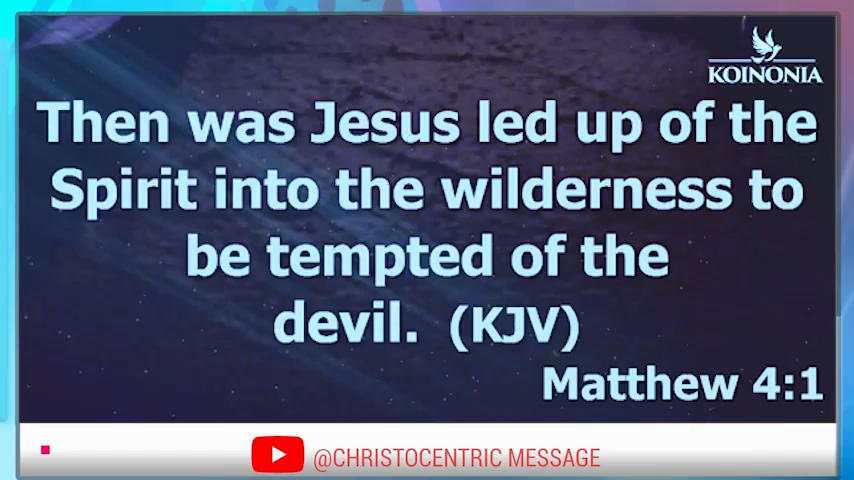 KOINONIA
Then was Jesus led up of the
Spirit into the wilderness to
be tempted of the
devil. (KJV)
Matthew 4:1
@CHRISTOCENTRIC MESSAGE